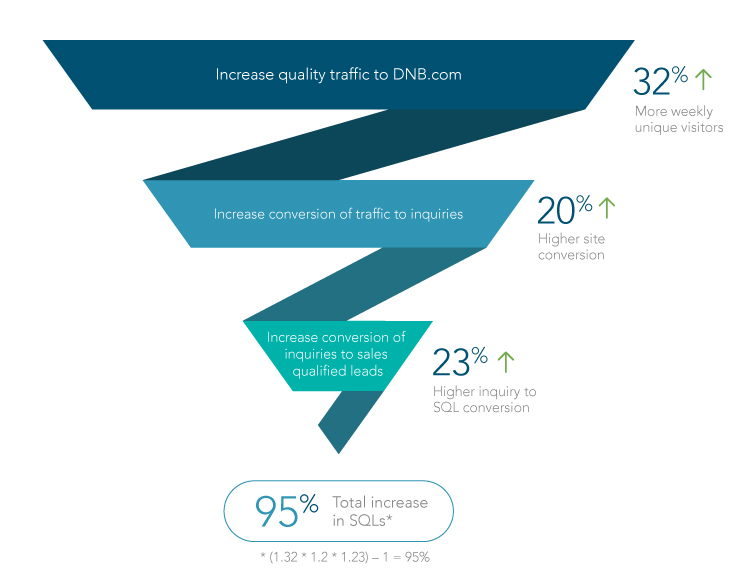 Increase quality traffic to DNB.com
32% ↑
More weekly
unique visitors
Increase conversion of traffic to inquiries
20% ↑
Higher site
conversion
Increase conversion of
inquiries to sales
qualified leads
23% ↑
Higher inquiry to
SQL conversion
95%
Total increase
in SQLs*
* (1.32 * 1.2 * 1.23) – 1 = 95%